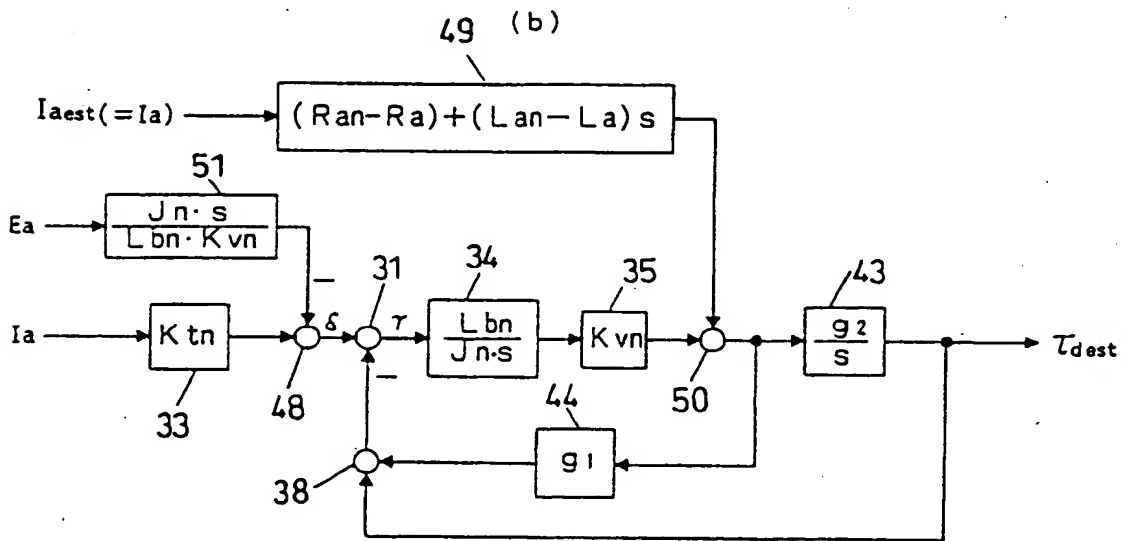 (b)
49
Iaest(=Ia)
(Ran-Ra)+(Lan-La)s
51
Ea
Jn·s
Lbn·Kvn
−
31
34
35
43
Ia
Ktn
δ
γ
Lbn
Jn·s
Kvn
g2
s
τdest
−
33
48
44
50
g1
38